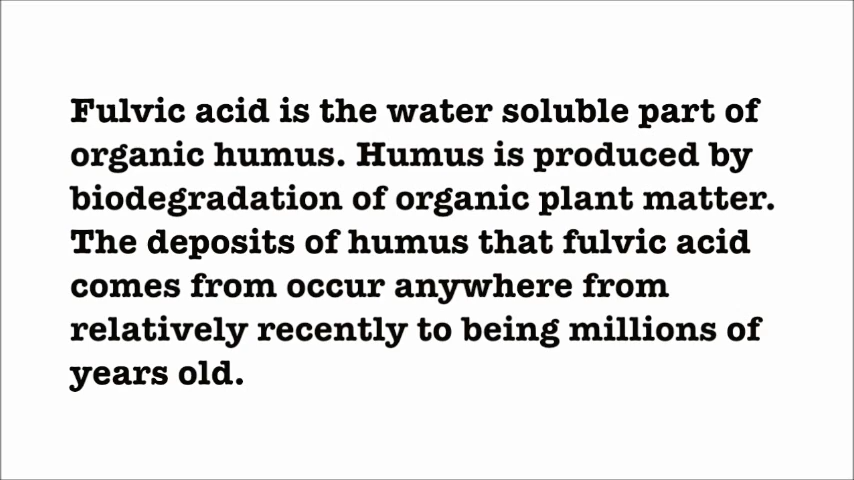 Fulvic acid is the water soluble part of
organic humus. Humus is produced by
biodegradation of organic plant matter.
The deposits of humus that fulvic acid
comes from occur anywhere from
relatively recently to being millions of
years old.